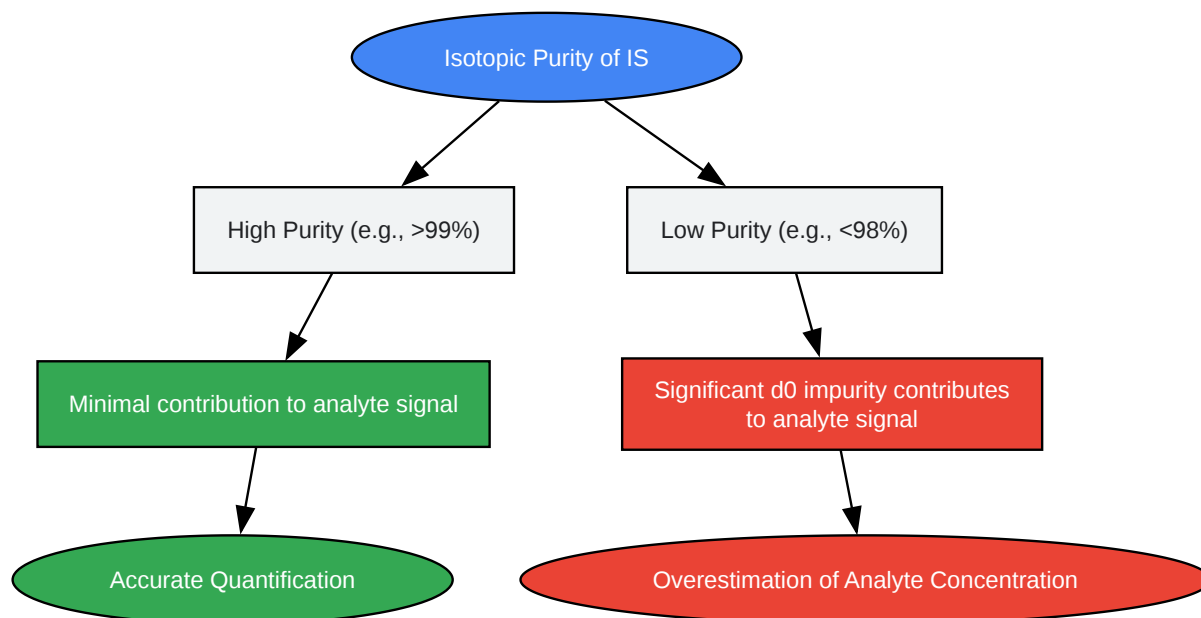 Isotopic Purity of IS
High Purity (e.g., >99%)
Low Purity (e.g., <98%)
Minimal contribution to analyte signal
Significant d0 impurity contributes
to analyte signal
Accurate Quantification
Overestimation of Analyte Concentration